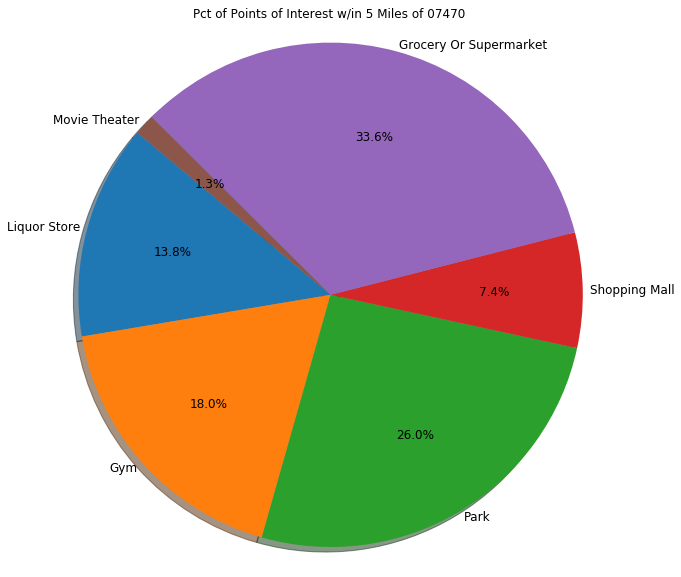 Pct of Points of Interest w/in 5 Miles of 07470
Grocery Or Supermarket
33.6%
Movie Theater
1.3%
Liquor Store
13.8%
Shopping Mall
7.4%
18.0%
Gym
26.0%
Park